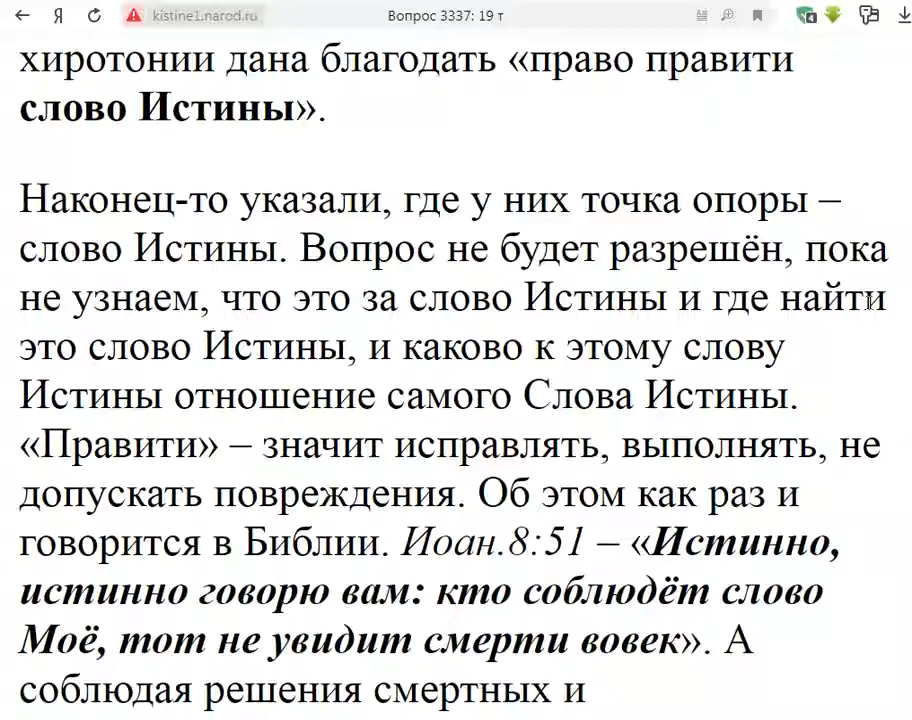 Я kistine1.narod.ru Вопрос 3337: 19 т 4
хиротонии дана благодать «право правити
слово Истины».
Наконец-то указали, где у них точка опоры –
слово Истины. Вопрос не будет разрешён, пока
не узнаем, что это за слово Истины и где найти
это слово Истины, и каково к этому слову
Истины отношение самого Слова Истины.
«Правити» – значит исправлять, выполнять, не
допускать повреждения. Об этом как раз и
говорится в Библии. Иоан.8:51 – «Истинно,
истинно говорю вам: кто соблюдёт слово
Моё, тот не увидит смерти вовек». А
соблюдая решения смертных и